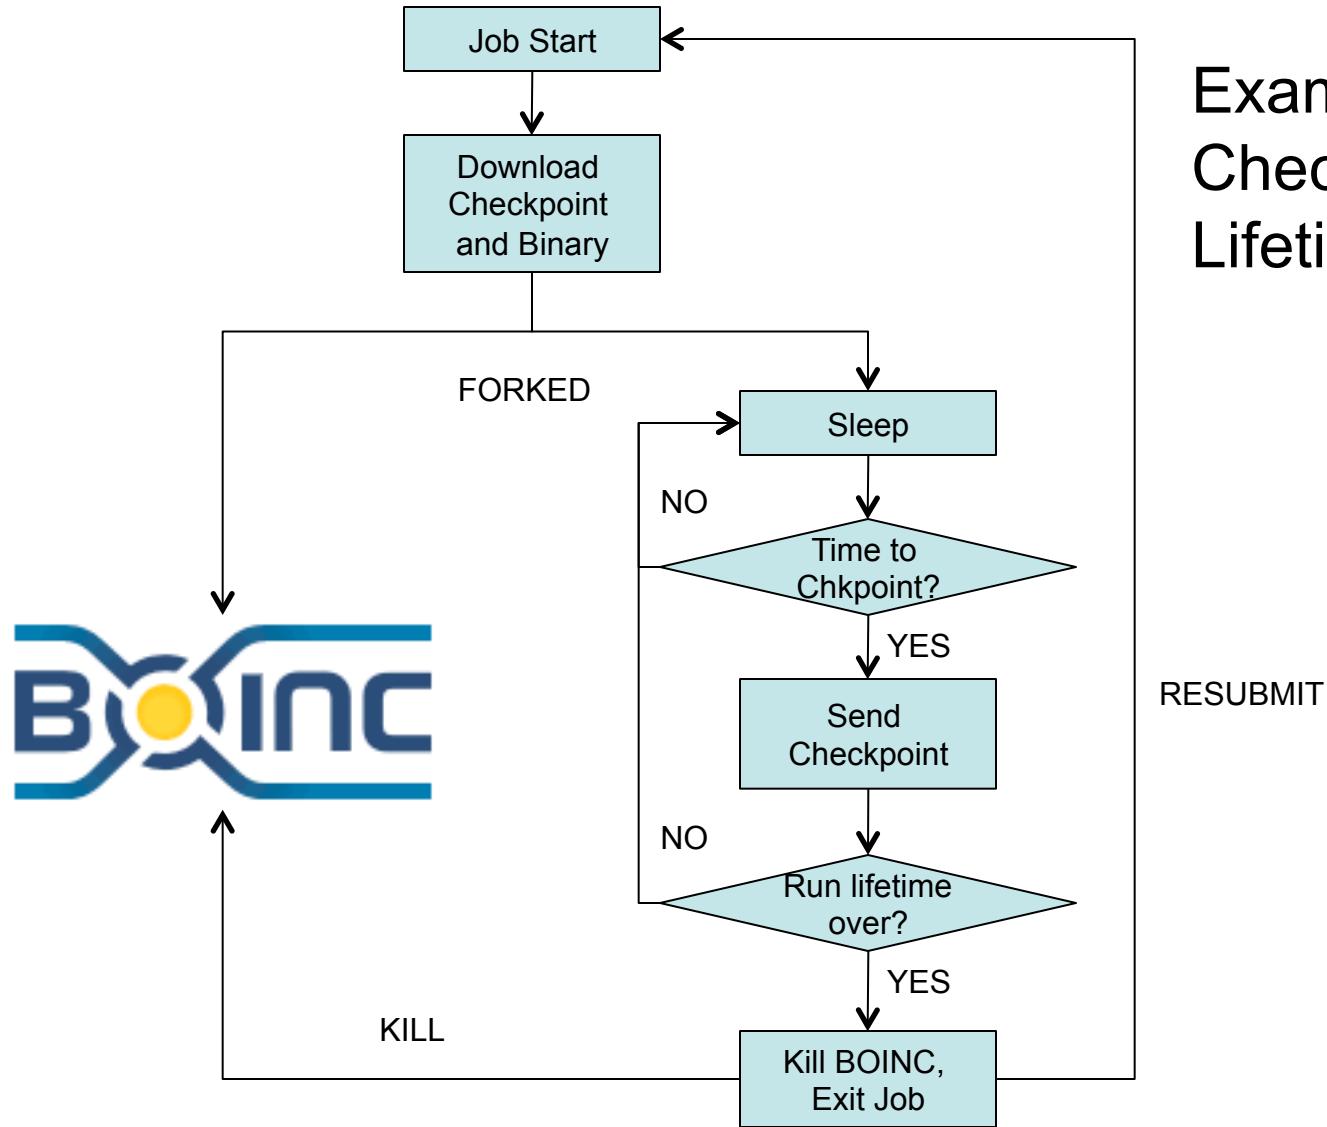 Job Start
Download
Checkpoint
and Binary
FORKED
Sleep
NO
Time to
Chkpoint?
YES
BOINC
Send
Checkpoint
RESUBMIT
NO
Run lifetime
over?
YES
KILL
Kill BOINC,
Exit Job